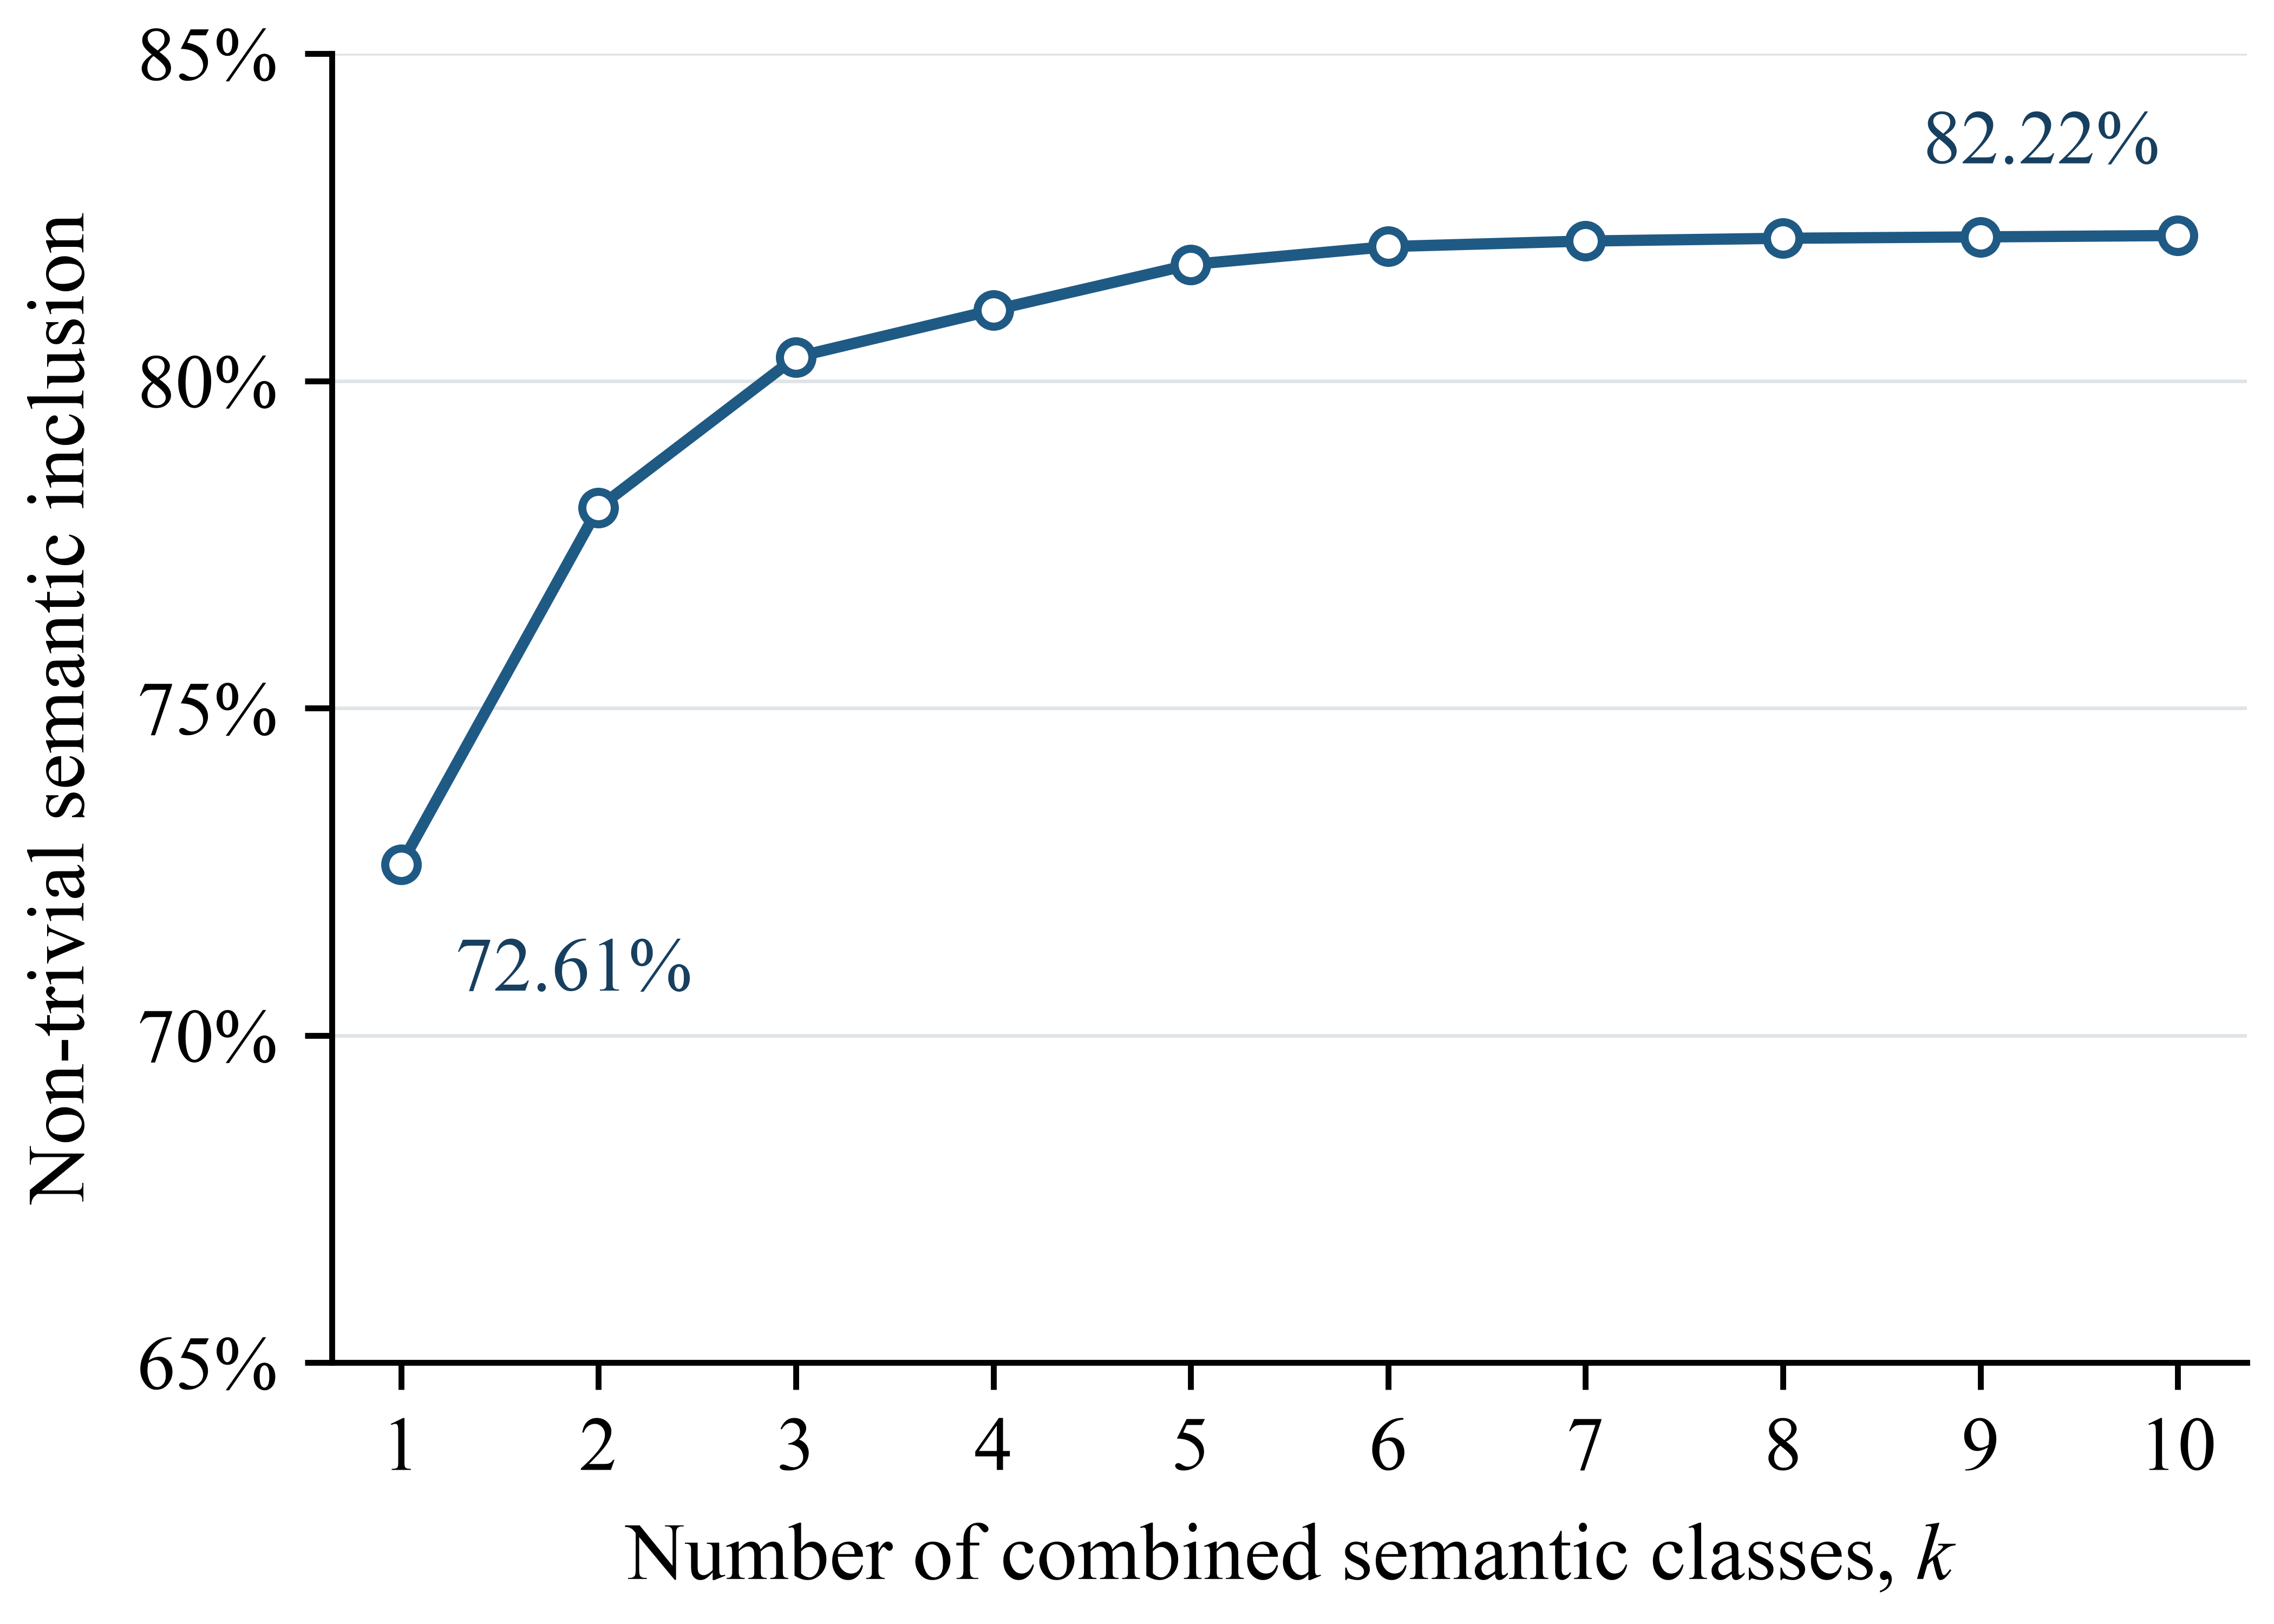 85%
82.22%
80%
75%
72.61%
70%
65%
Non-trivial semantic inclusion
1 2 3 4 5 6 7 8 9 10
Number of combined semantic classes, k